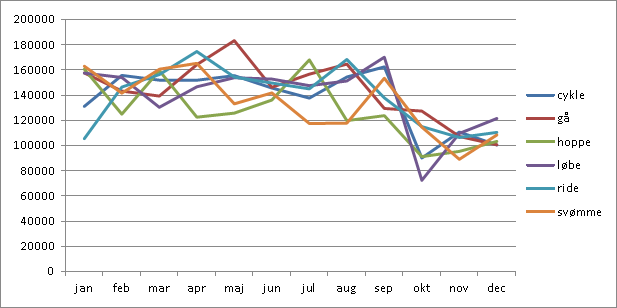 200000
180000
160000
140000
120000
100000
80000
60000
40000
20000
0
jan feb mar apr maj jun jul aug sep okt nov dec
cykle
gå
hoppe
løbe
ride
svømme